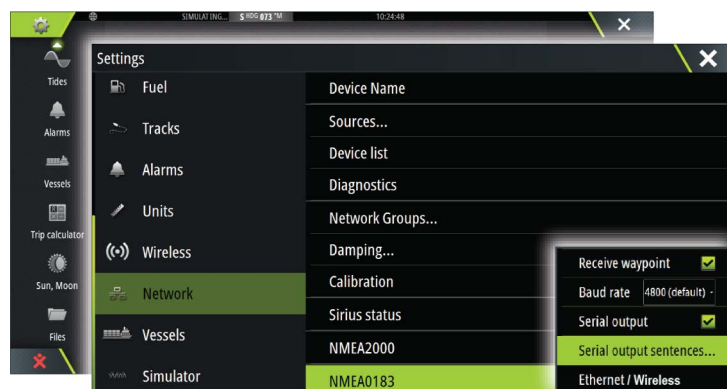 SIMULATING... S HDG 073 °M 10:24:48
Tides
Alarms
Vessels
Trip calculator
Sun, Moon
Files
Settings
Fuel
Tracks
Alarms
Units
Wireless
Network
Vessels
Simulator
Device Name
Sources...
Device list
Diagnostics
Network Groups...
Damping...
Calibration
Sirius status
NMEA2000
NMEA0183
Receive waypoint
Baud rate 4800 (default)
Serial output
Serial output sentences...
Ethernet / Wireless